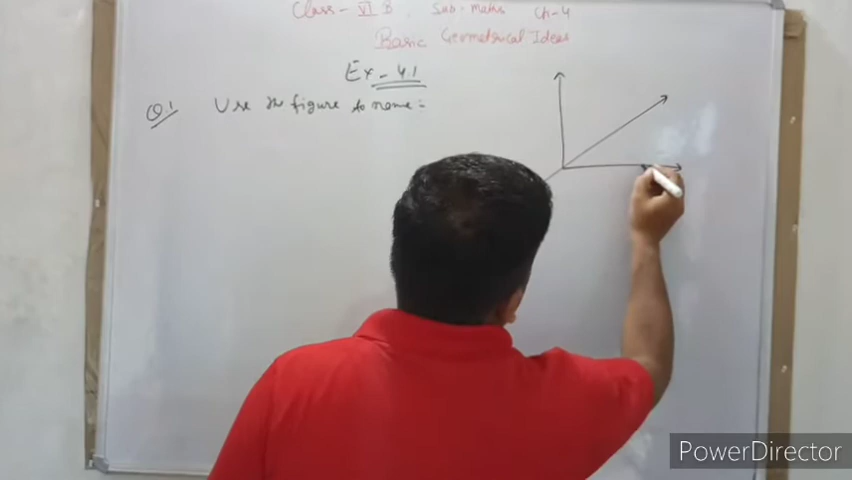 Class - VI B, Sub: Maths Ch-4
Basic Geometrical Ideas
Ex - 4.1
Q.1 Use the figure to name:
PowerDirector